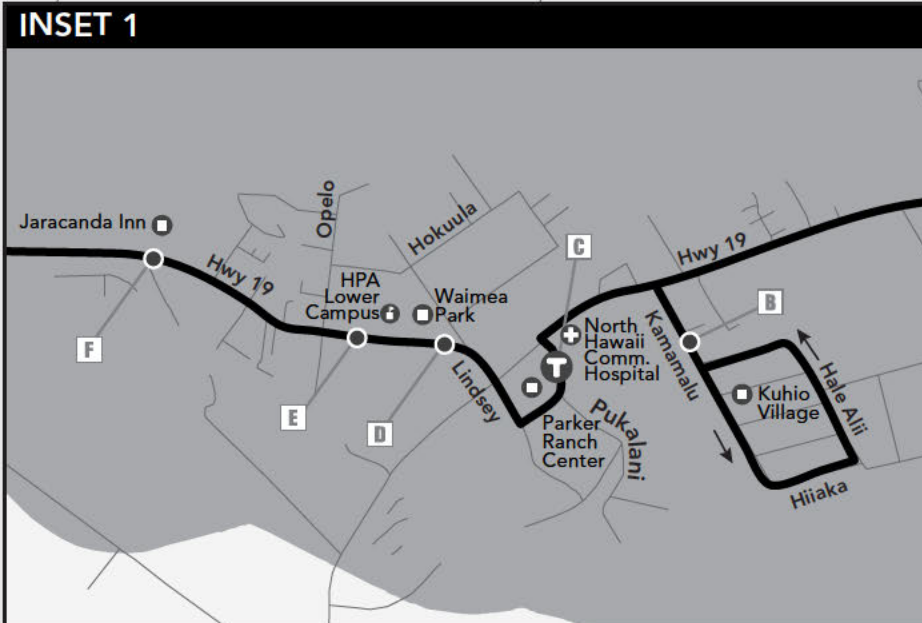 INSET 1
Jaracanda Inn
Opelo
Hokuula
C
Hwy 19
Hwy 19
HPA
Lower
Campus
Waimea
Park
B
F
North
Hawaii
Comm.
Hospital
Kamamalu
Lindsey
Hale Alii
Kuhio
Village
E
D
Parker
Ranch
Center
T
Pukalani
Hiiaka